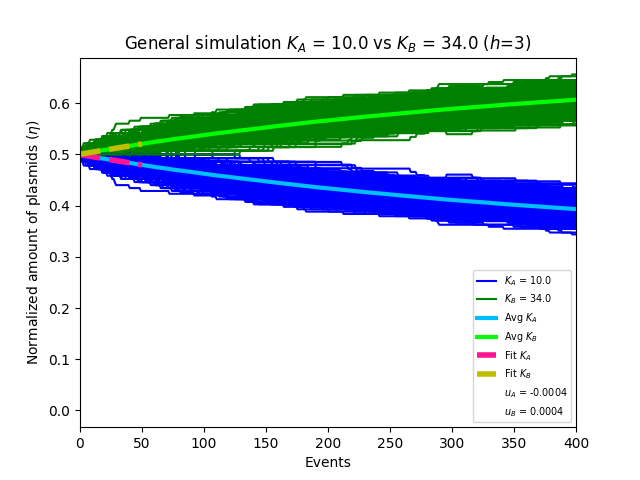 General simulation K_A = 10.0 vs K_B = 34.0 (h=3)
Normalized amount of plasmids (η)
0.6
0.5
0.4
0.3
0.2
0.1
0.0
K_A = 10.0
K_B = 34.0
Avg K_A
Avg K_B
Fit K_A
Fit K_B
u_A = -0.0004
u_B = 0.0004
0 50 100 150 200 250 300 350 400
Events